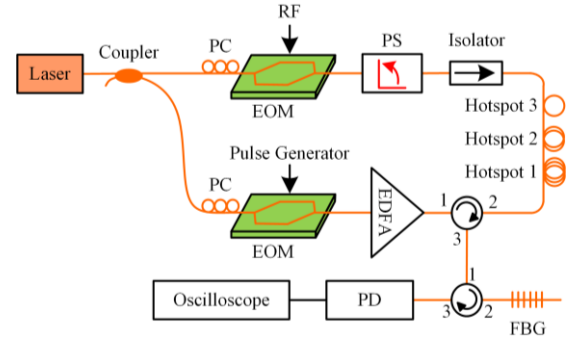 RF
PC
PS
Isolator
Coupler
Laser
EOM
Hotspot 3
Hotspot 2
Hotspot 1
Pulse Generator
PC
EDFA
1
2
3
EOM
1
Oscilloscope
PD
3
2
FBG